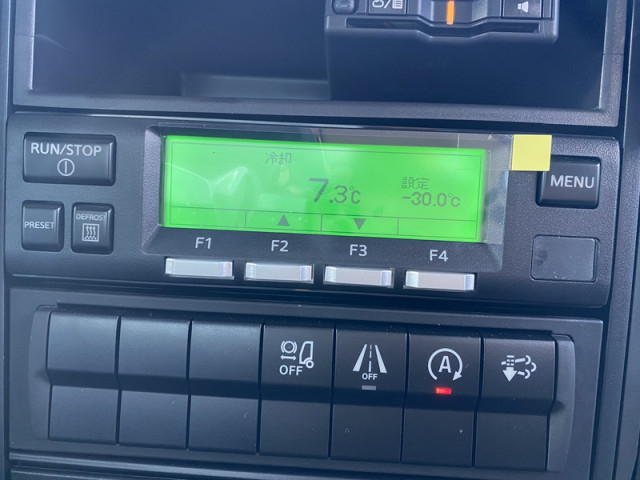 RUN/STOP
冷却
7.3℃
設定
-30.0℃
MENU
PRESET
DEFROST
▲
▼
F1
F2
F3
F4
OFF
OFF
A